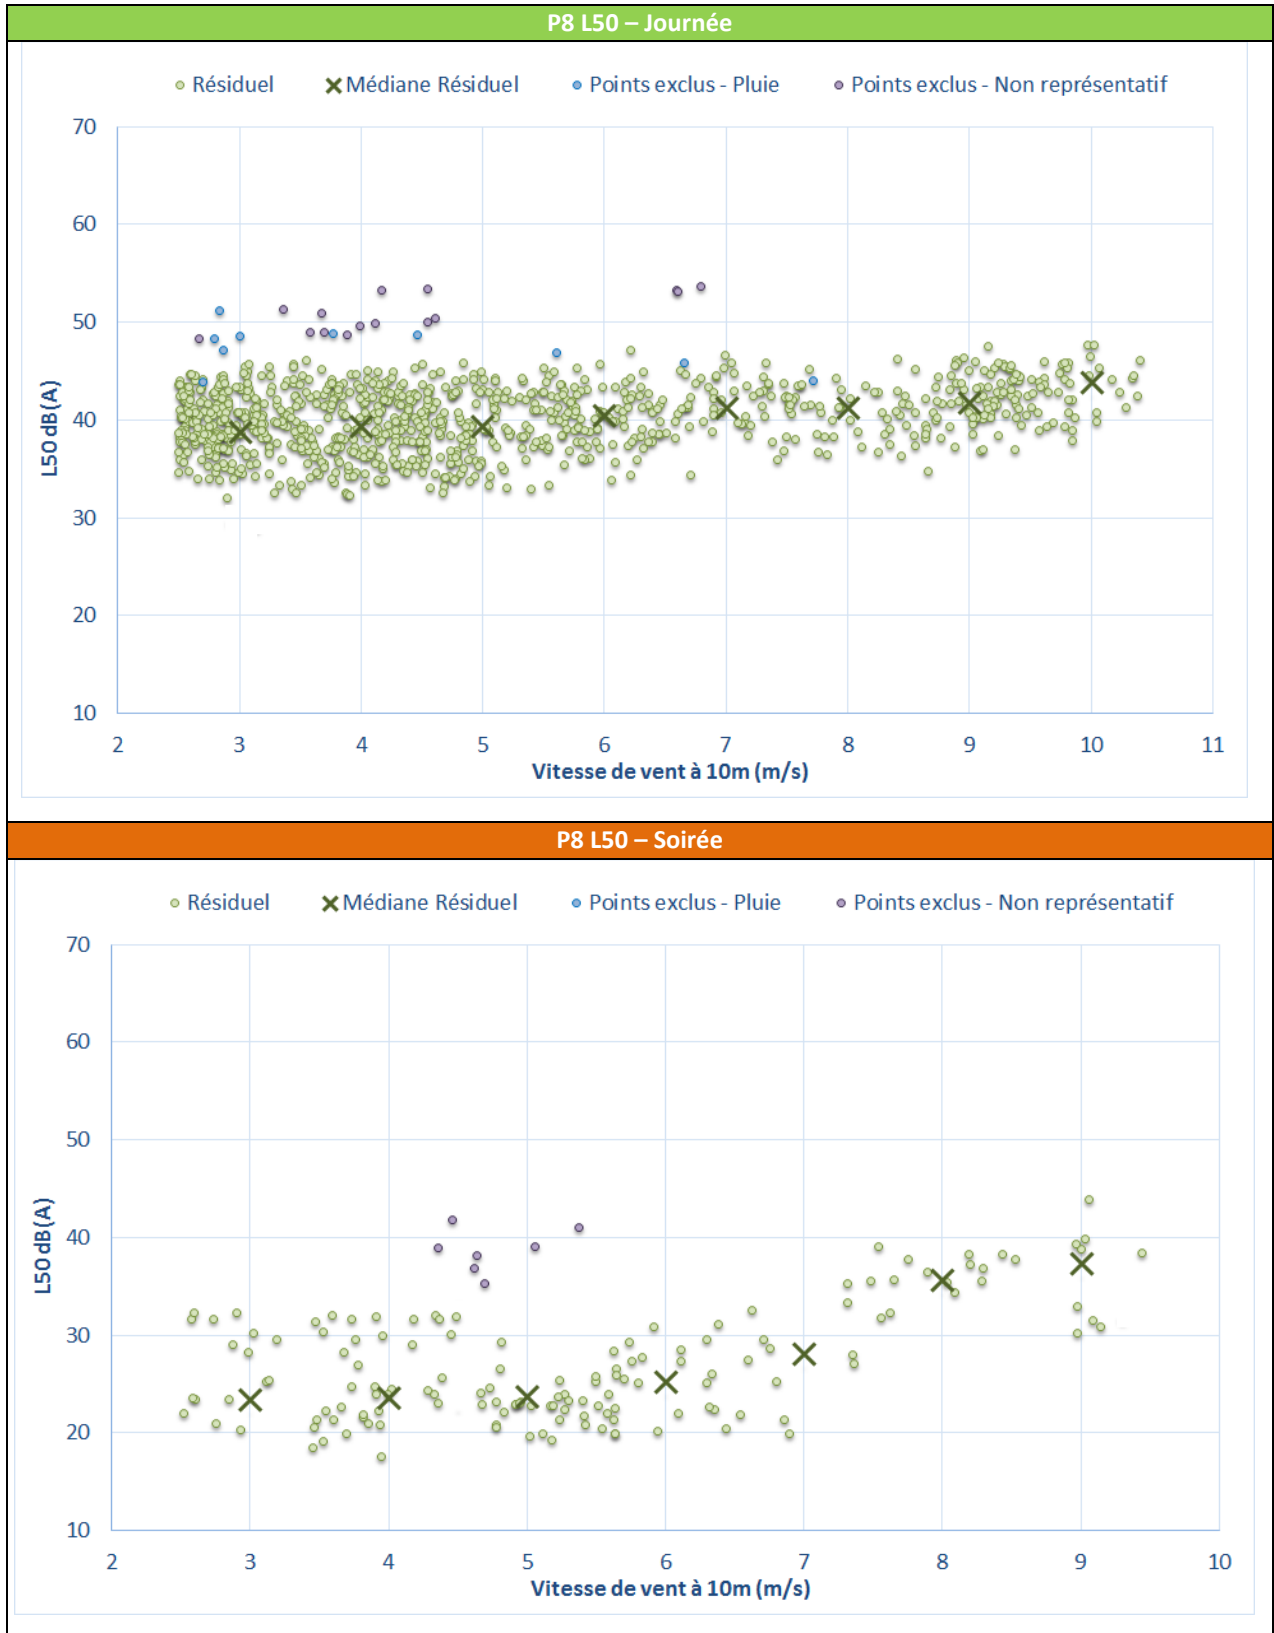 P8 L50 – Journée
Résiduel Médiane Résiduel Points exclus - Pluie Points exclus - Non représentatif
70
60
50
40
30
20
10
L50 dB(A)
2 3 4 5 6 7 8 9 10 11
Vitesse de vent à 10m (m/s)
P8 L50 – Soirée
Résiduel Médiane Résiduel Points exclus - Pluie Points exclus - Non représentatif
70
60
50
40
30
20
10
L50 dB(A)
2 3 4 5 6 7 8 9 10
Vitesse de vent à 10m (m/s)